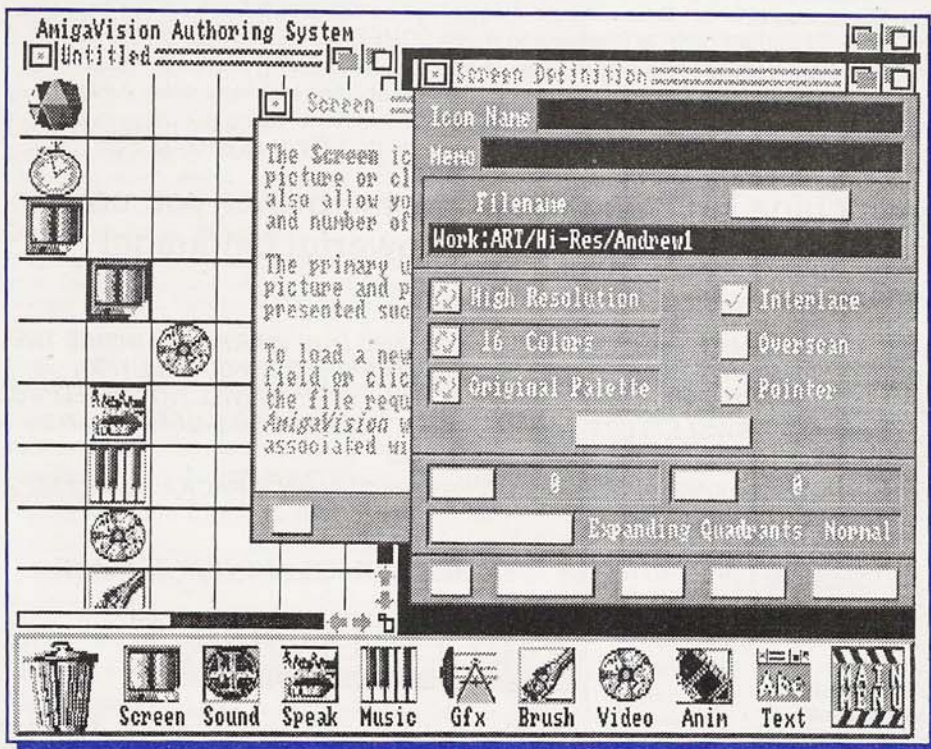 AmigaVision Authoring System
Untitled
Screen
The Screen ic
picture or cl
also allow yo
and number of
The primary u
picture and p
presented suc
To load a new
field or clic
the file requ
AmigaVision w
associated wi
Screen Definition
Icon Name
Memo
Filename
Work:ART/Hi-Res/Andrew1
High Resolution
Interlace
16 Colors
Overscan
Original Palette
Pointer
0
0
Expanding Quadrants Normal
Screen Sound Speak Music Gfx Brush Video Anim Text
Abc
MAIN
MENU